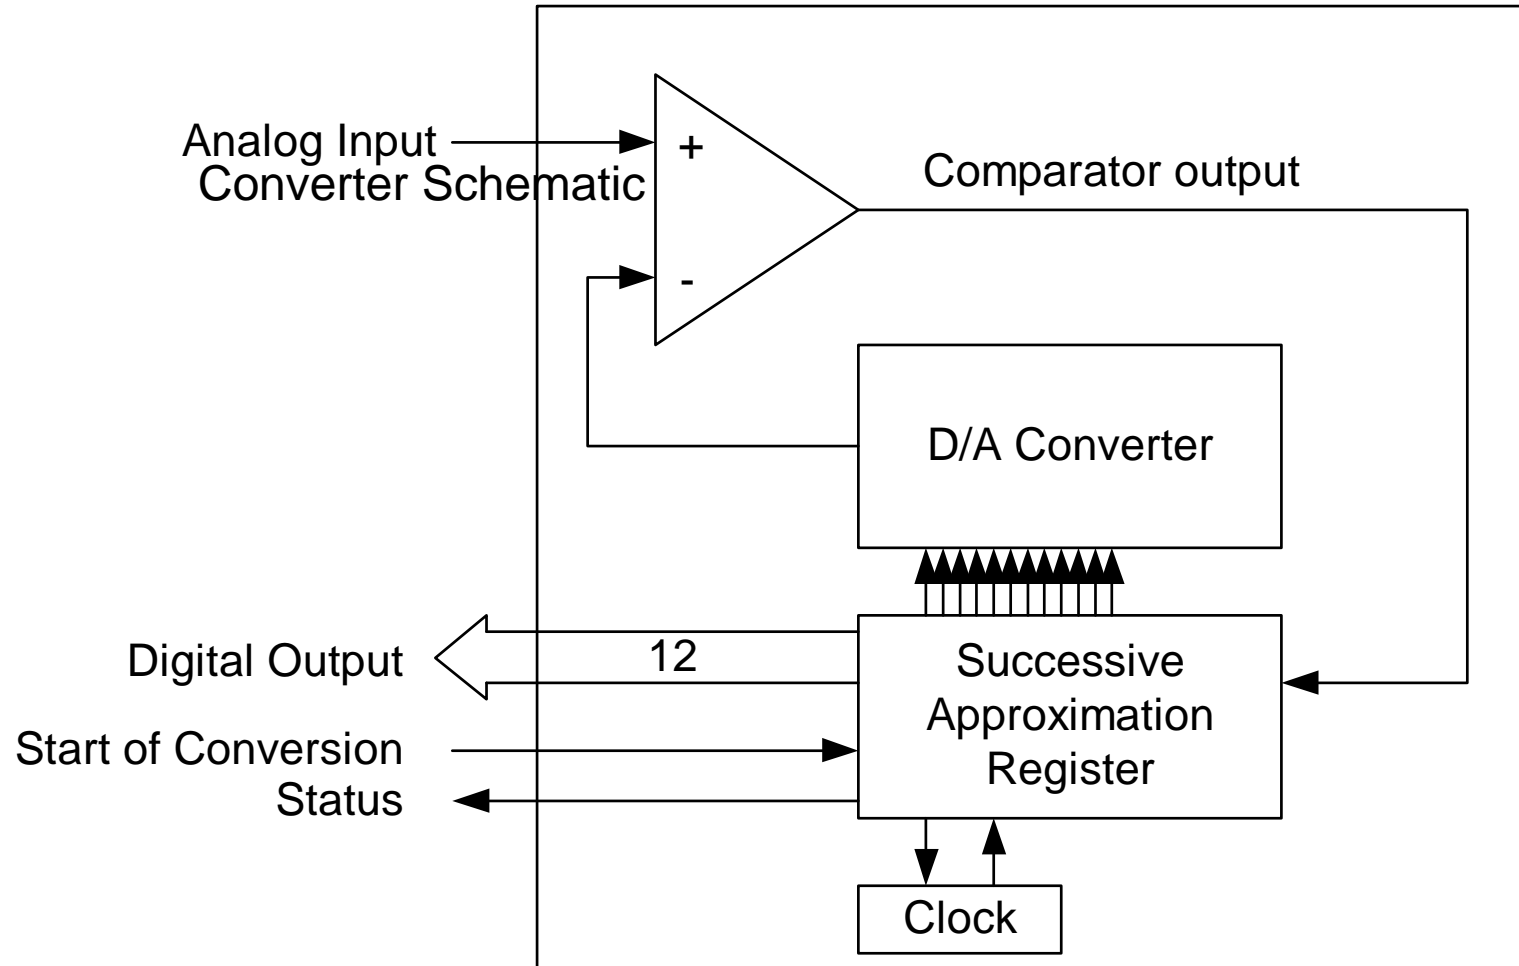 Analog Input
Converter Schematic
+
-
Comparator output
D/A Converter
Digital Output
12
Successive
Approximation
Register
Start of Conversion
Status
Clock